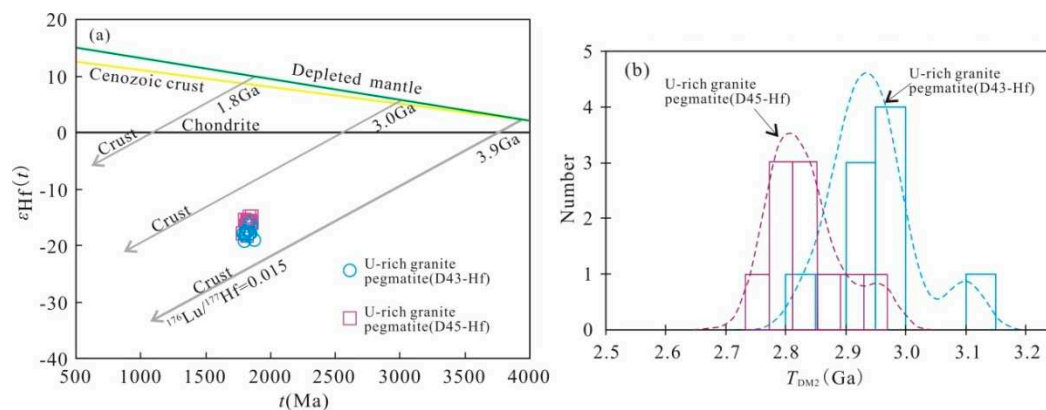 (a)
20
10
0
-10
-20
-30
-40
εHf(t)
500
1000
1500
2000
2500
3000
3500
4000
t(Ma)
Cenozoic crust
Depleted mantle
Chondrite
1.8Ga
3.0Ga
3.9Ga
Crust
Crust
Crust
¹⁷⁶Lu/¹⁷⁷Hf=0.015
U-rich granite
pegmatite(D43-Hf)
U-rich granite
pegmatite(D45-Hf)
(b)
5
4
3
2
1
0
Number
U-rich granite
pegmatite(D45-Hf)
U-rich granite
pegmatite(D43-Hf)
2.5
2.6
2.7
2.8
2.9
3.0
3.1
3.2
T_DM2 (Ga)